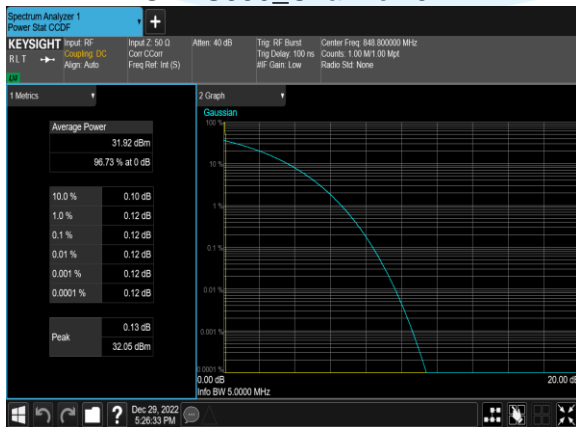 Spectrum Analyzer 1
Power Stat CCDF
KEYSIGHT
RLT
Input: RF
Coupling: DC
Align: Auto
Input Z: 50 Ω
Corr CCorr
Freq Ref: Int (S)
Atten: 40 dB
Trig: RF Burst
Trig Delay: 100 ns
#IF Gain: Low
Center Freq: 848.800000 MHz
Counts: 1.00 M/1.00 Mpt
Radio Std: None
1 Metrics
Average Power
31.92 dBm
96.73 % at 0 dB
10.0 % 0.10 dB
1.0 % 0.12 dB
0.1 % 0.12 dB
0.01 % 0.12 dB
0.001 % 0.12 dB
0.0001 % 0.12 dB
Peak
0.13 dB
32.05 dBm
2 Graph
Gaussian
100 %
10 %
1 %
0.1 %
0.01 %
0.001 %
0.0001 %
0.00 dB
20.00 dB
Info BW 5.0000 MHz
Dec 29, 2022
5:26:33 PM